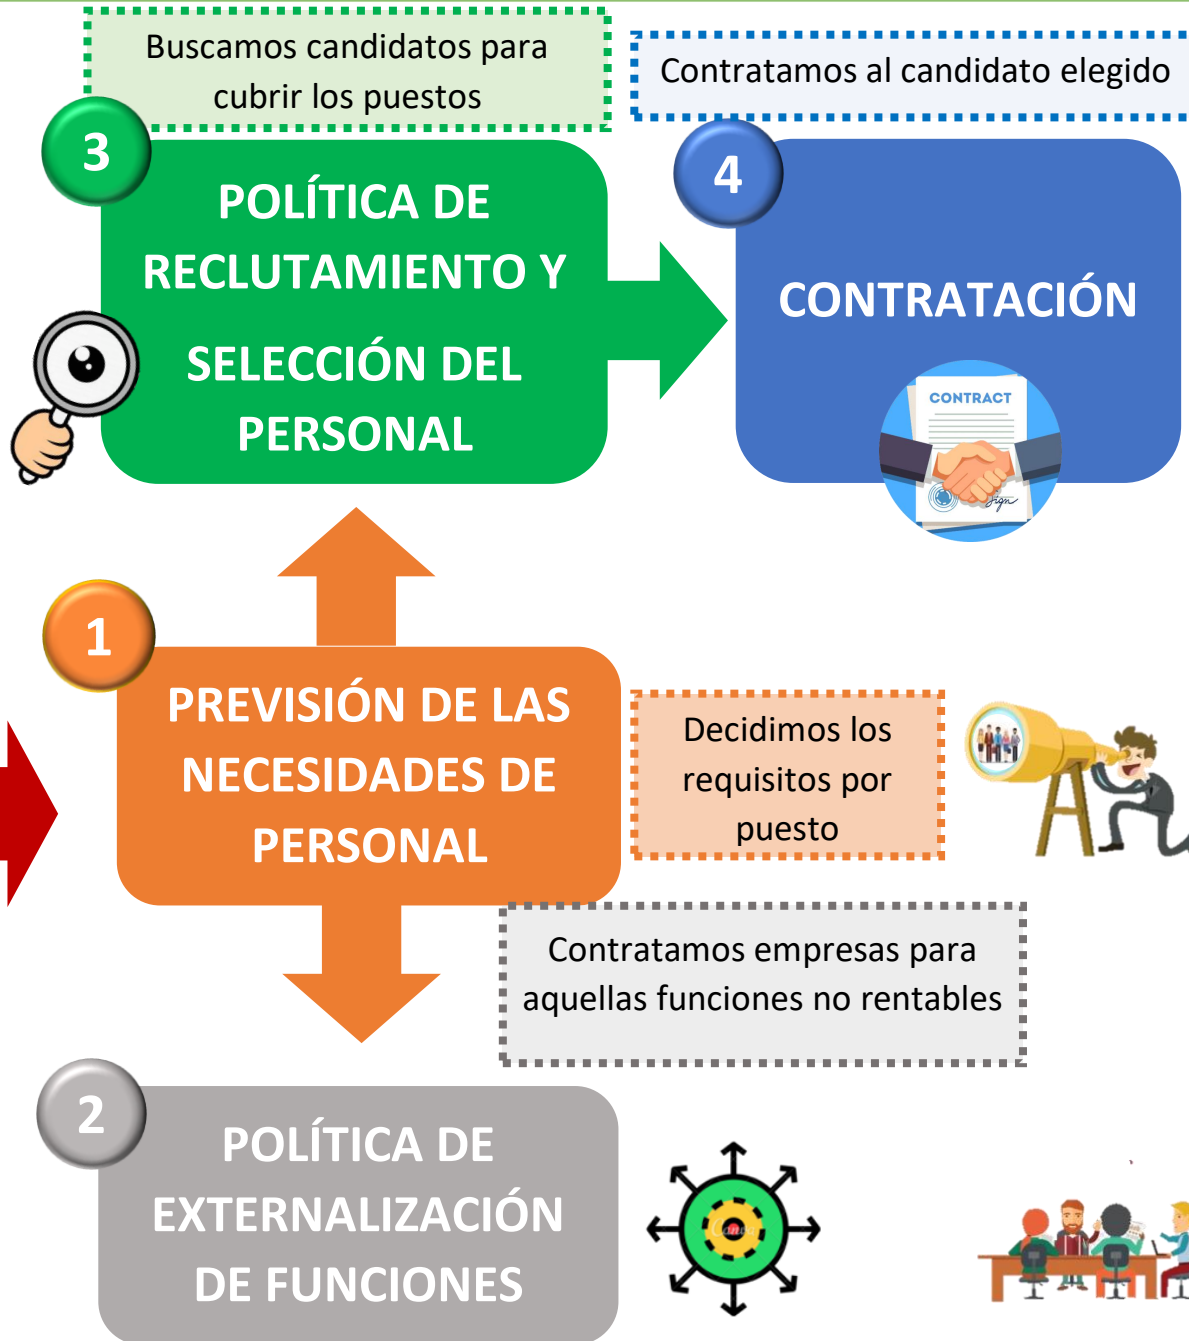 Buscamos candidatos para
cubrir los puestos
Contratamos al candidato elegido
3
POLÍTICA DE
RECLUTAMIENTO Y
SELECCIÓN DEL
PERSONAL
4
CONTRATACIÓN
CONTRACT
Sign
1
PREVISIÓN DE LAS
NECESIDADES DE
PERSONAL
Decidimos los
requisitos por
puesto
Contratamos empresas para
aquellas funciones no rentables
2
POLÍTICA DE
EXTERNALIZACIÓN
DE FUNCIONES
Canva